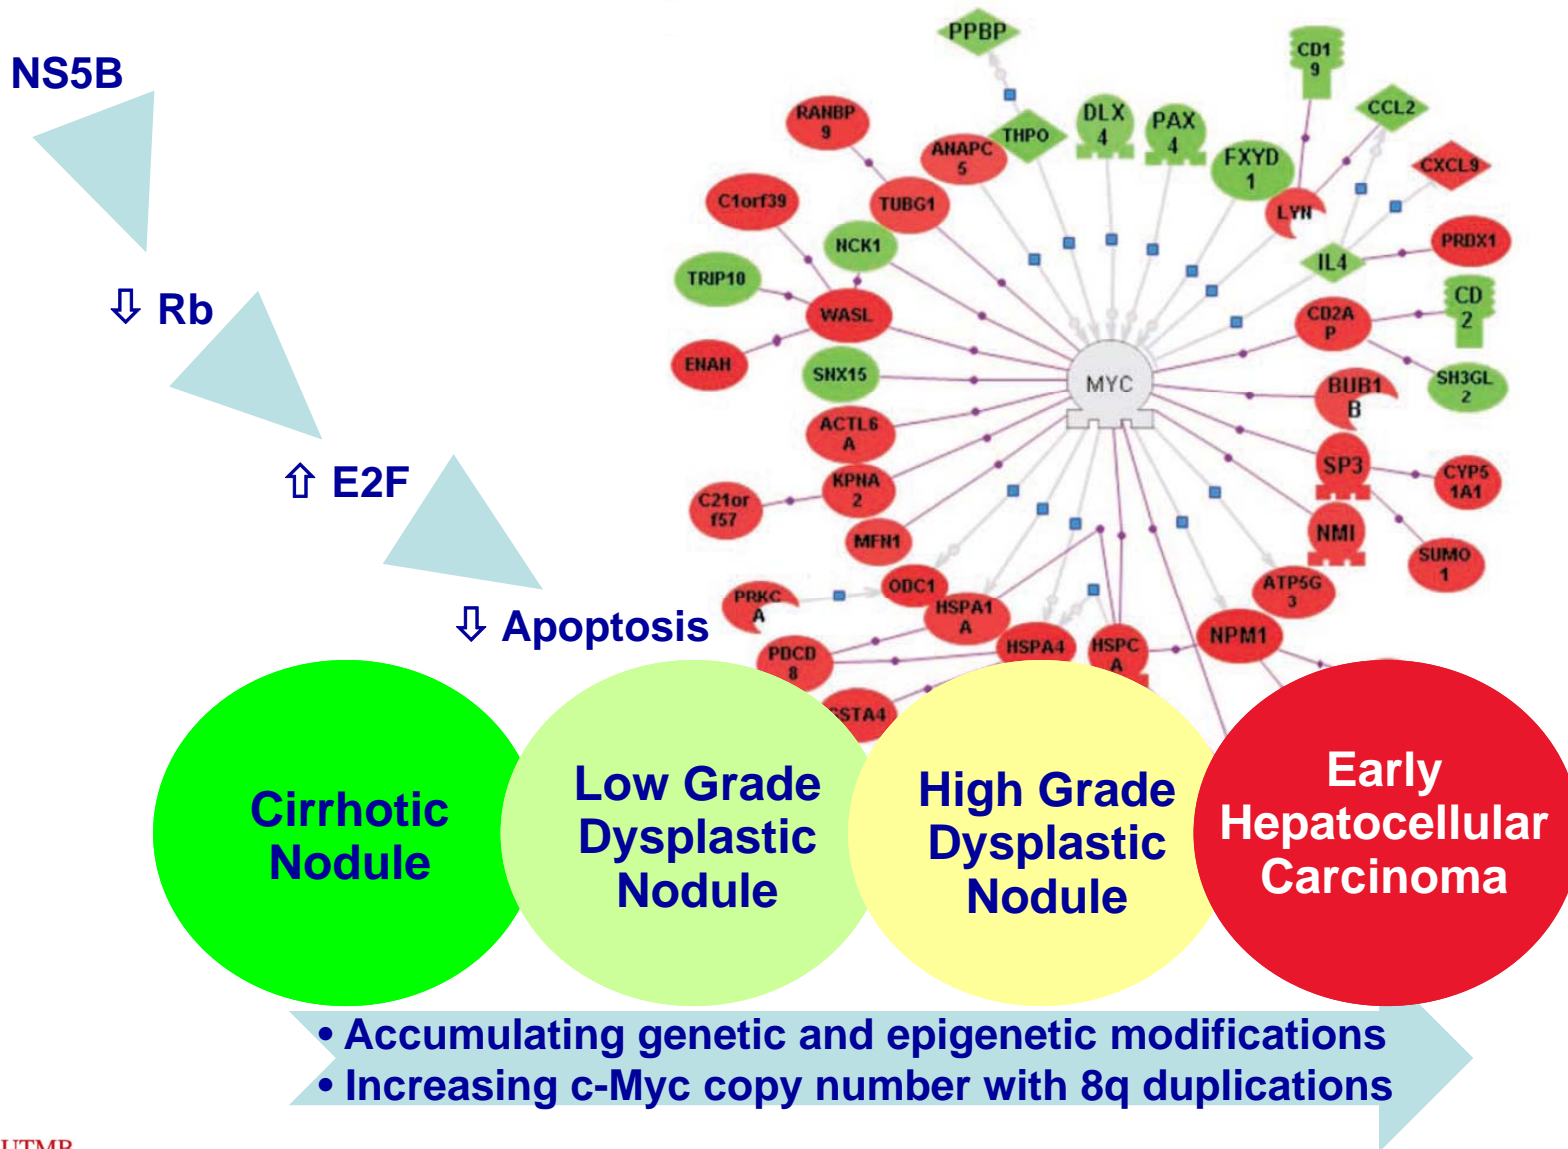 NS5B
⇩ Rb
⇧ E2F
⇩ Apoptosis
PPBP
CD1
9
RANBP
9
ANAPC
5
THPO
DLX
4
PAX
4
FXYD
1
CCL2
CXCL9
C1orf39
TUBG1
LYN
NCK1
PRDX1
TRIP10
IL4
WASL
CD2A
P
CD
2
ENAH
SNX15
MYC
BUB1
B
SH3GL
2
ACTL6
A
SP3
CYP5
1A1
C21or
f57
KPNA
2
MFN1
NMI
SUMO
1
PRKC
A
ODC1
HSPA1
A
ATP5G
3
PDCD
8
HSPA4
HSPC
A
NPM1
STA4
Cirrhotic
Nodule
Low Grade
Dysplastic
Nodule
High Grade
Dysplastic
Nodule
Early
Hepatocellular
Carcinoma
• Accumulating genetic and epigenetic modifications
• Increasing c-Myc copy number with 8q duplications
UTMB